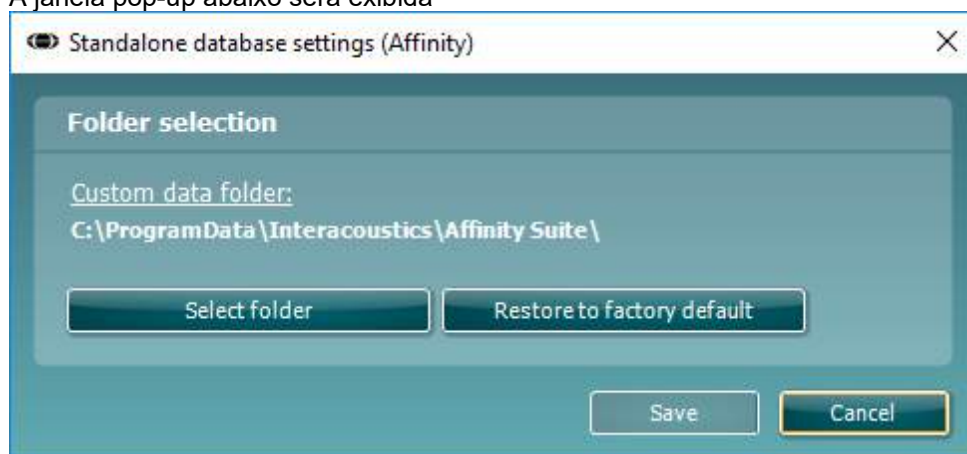 A janela pop-up abaixo será exibida
Standalone database settings (Affinity)
Folder selection
Custom data folder:
C:\ProgramData\Interacoustics\Affinity Suite\
Select folder Restore to factory default
Save Cancel